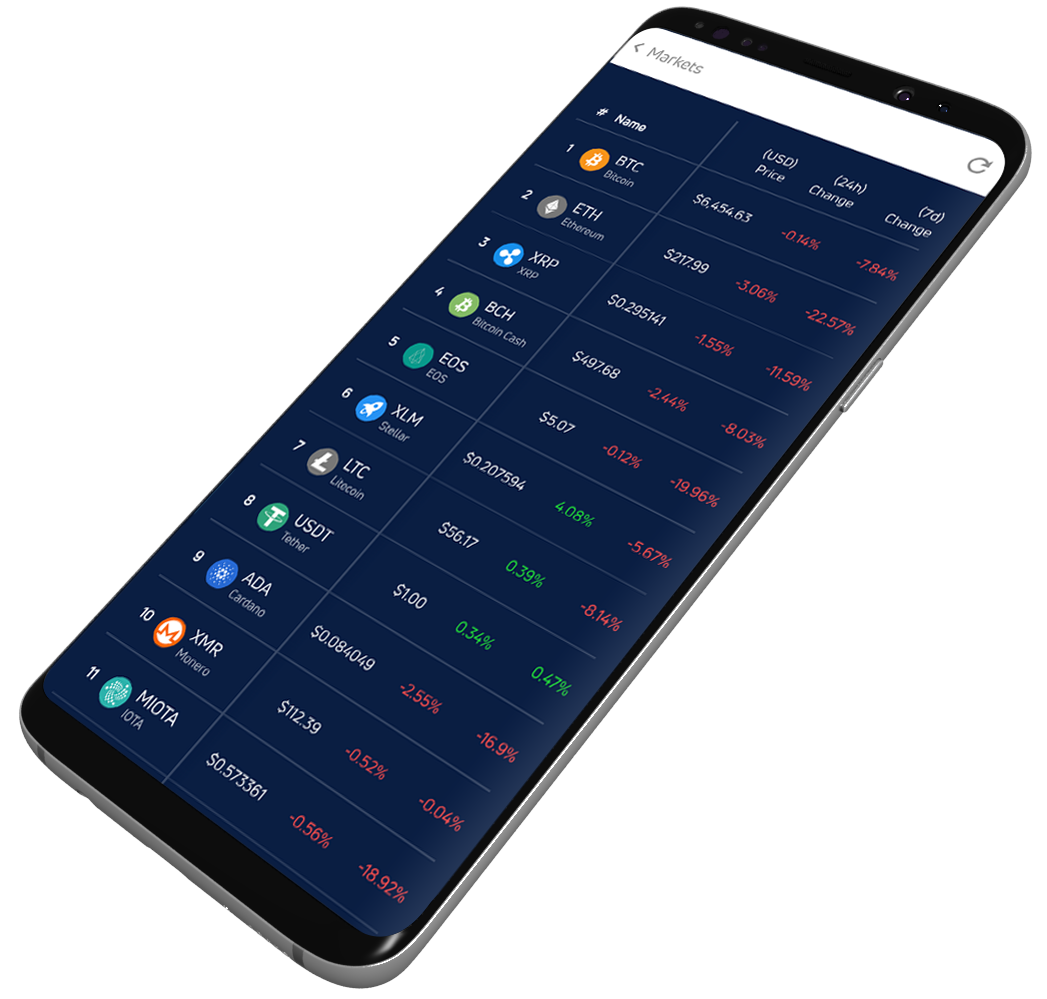 Markets
# Name (USD) Price (24h) Change (7d) Change
1 BTC Bitcoin $6,454.63 -0.14% -7.84%
2 ETH Ethereum $217.99 -3.06% -22.57%
3 XRP XRP $0.295141 -1.55% -11.59%
4 BCH Bitcoin Cash $497.68 -2.44% -8.03%
5 EOS EOS $5.07 -0.12% -19.96%
6 XLM Stellar $0.207594 4.08% -5.67%
7 LTC Litecoin $56.17 0.39% -8.14%
8 USDT Tether $1.00 0.34% 0.47%
9 ADA Cardano $0.084049 -2.55% -16.9%
10 XMR Monero $112.39 -0.52% -0.04%
11 MIOTA IOTA $0.573361 -0.56% -18.92%